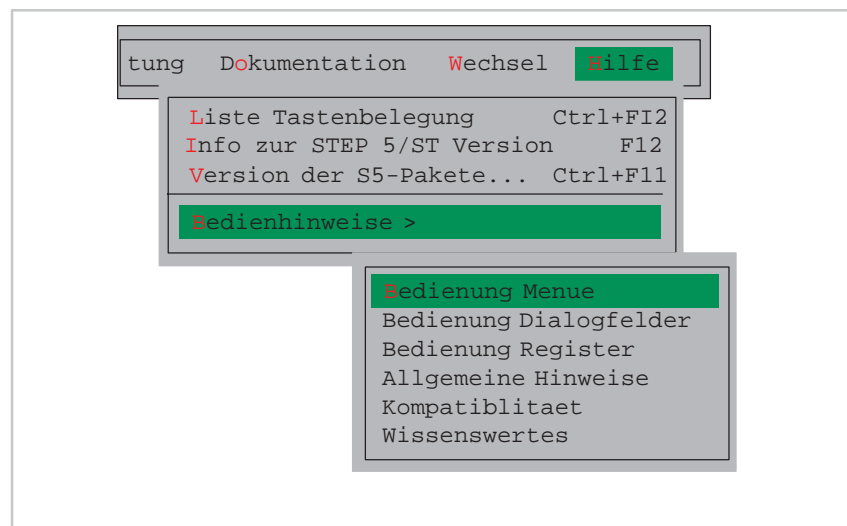 tung Dokumentation Wechsel Hilfe
Liste Tastenbelegung Ctrl+FI2
Info zur STEP 5/ST Version F12
Version der S5-Pakete... Ctrl+F11
Bedienhinweise >
Bedienung Menue
Bedienung Dialogfelder
Bedienung Register
Allgemeine Hinweise
Kompatiblitaet
Wissenswertes